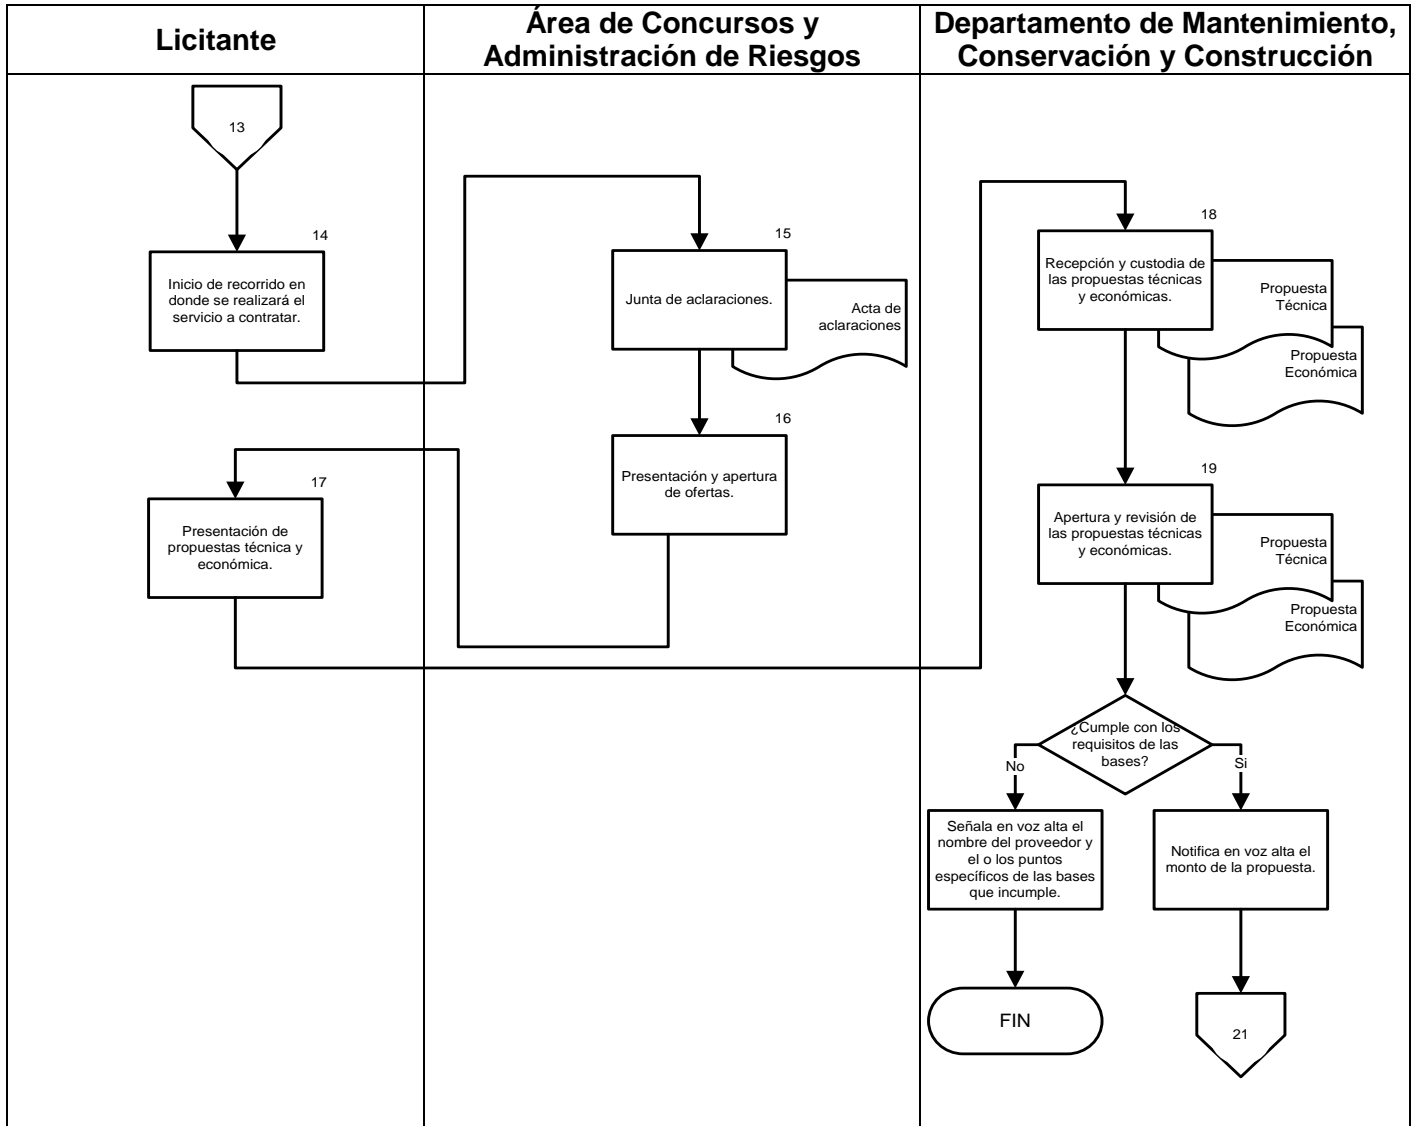 Licitante
Área de Concursos y
Administración de Riesgos
Departamento de Mantenimiento,
Conservación y Construcción
13
14
Inicio de recorrido en
donde se realizará el
servicio a contratar.
15
Junta de aclaraciones.
Acta de
aclaraciones
16
Presentación y apertura
de ofertas.
17
Presentación de
propuestas técnica y
económica.
18
Recepción y custodia de
las propuestas técnicas
y económicas.
Propuesta
Técnica
Propuesta
Económica
19
Apertura y revisión de
las propuestas técnicas
y económicas.
Propuesta
Técnica
Propuesta
Económica
¿Cumple con los
requisitos de las
bases?
No
Si
Señala en voz alta el
nombre del proveedor y
el o los puntos
específicos de las bases
que incumple.
Notifica en voz alta el
monto de la propuesta.
FIN
21